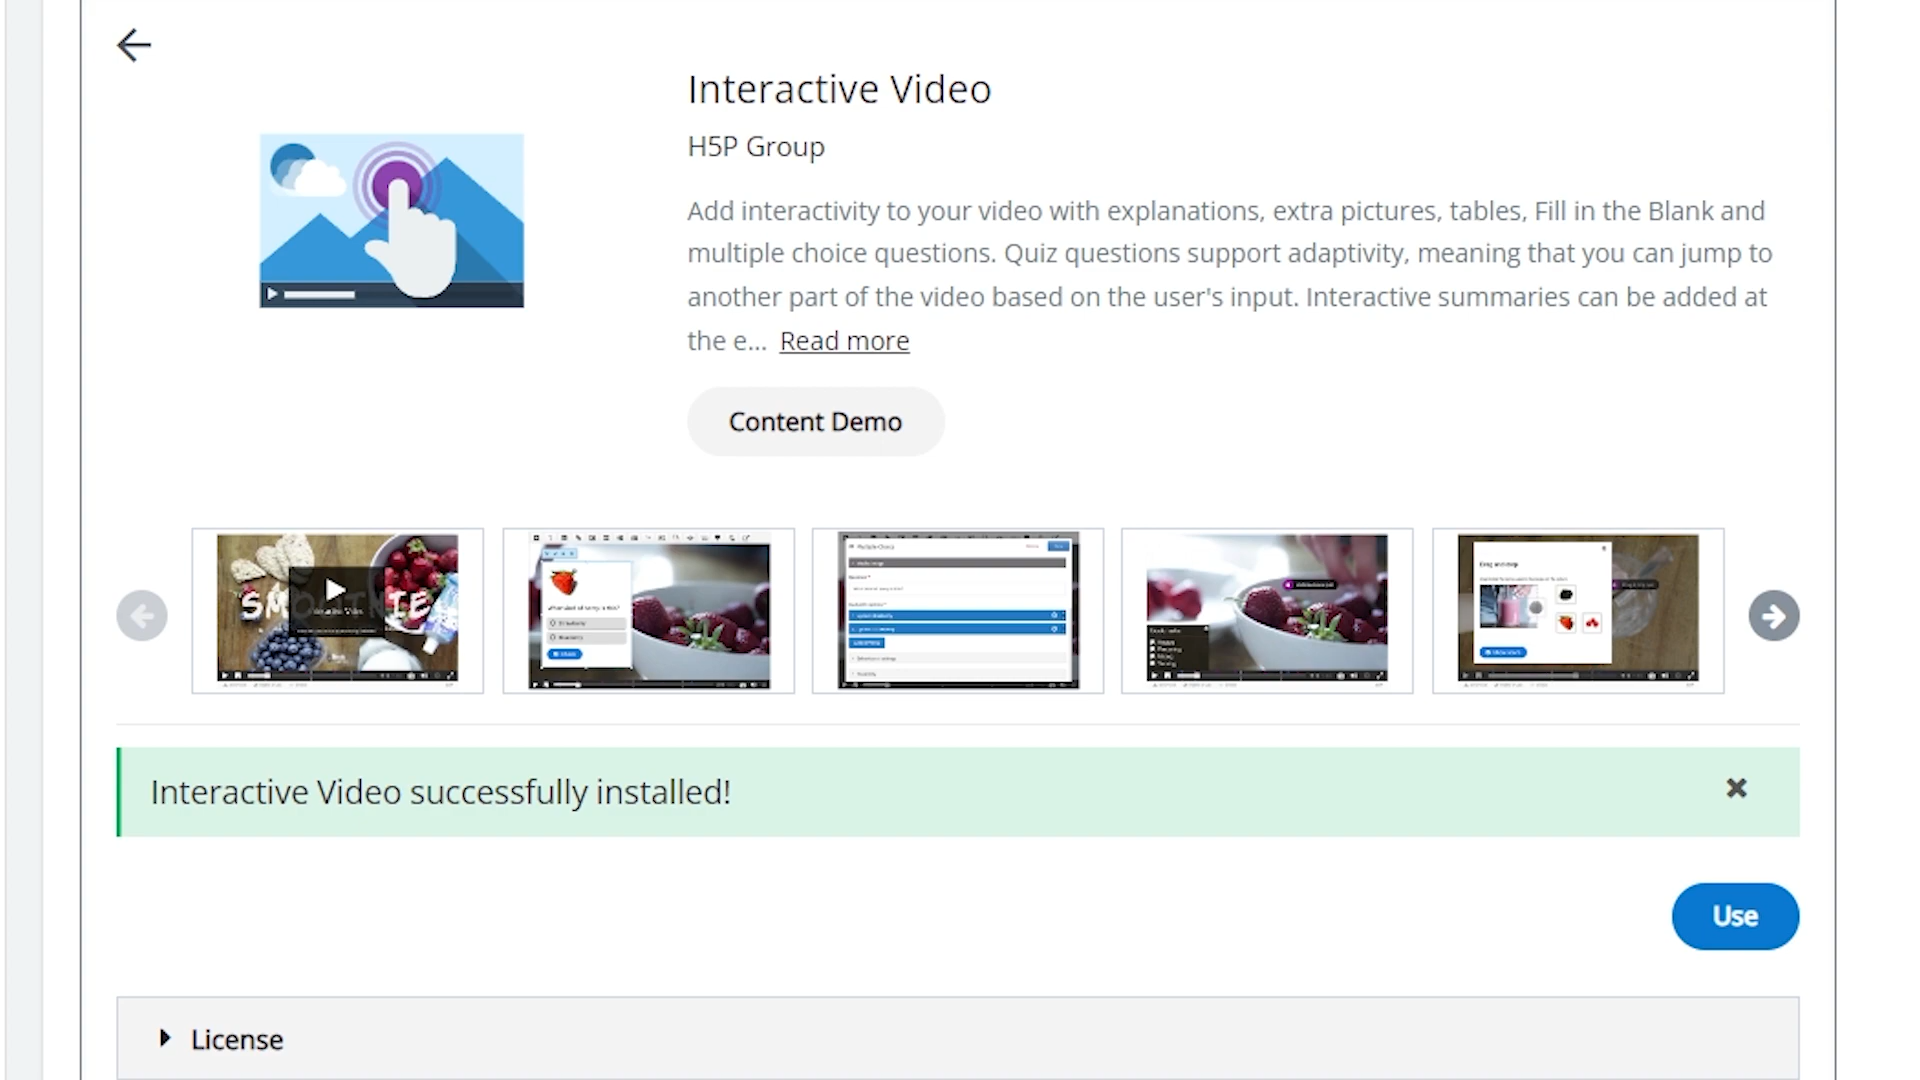 Interactive Video
H5P Group
Add interactivity to your video with explanations, extra pictures, tables, Fill in the Blank and
multiple choice questions. Quiz questions support adaptivity, meaning that you can jump to
another part of the video based on the user's input. Interactive summaries can be added at
the e... Read more
Content Demo
Interactive Video successfully installed!
Use
License